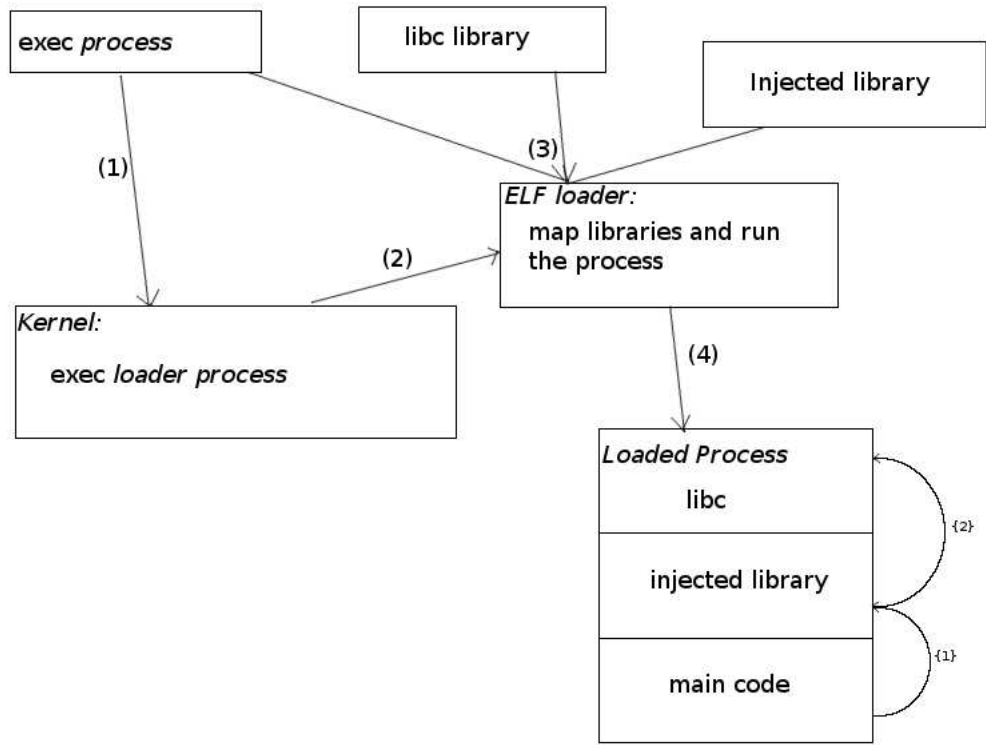 exec process
libc library
Injected library
(1)
(3)
ELF loader:
map libraries and run
the process
(2)
Kernel:
exec loader process
(4)
Loaded Process
libc
{2}
injected library
{1}
main code